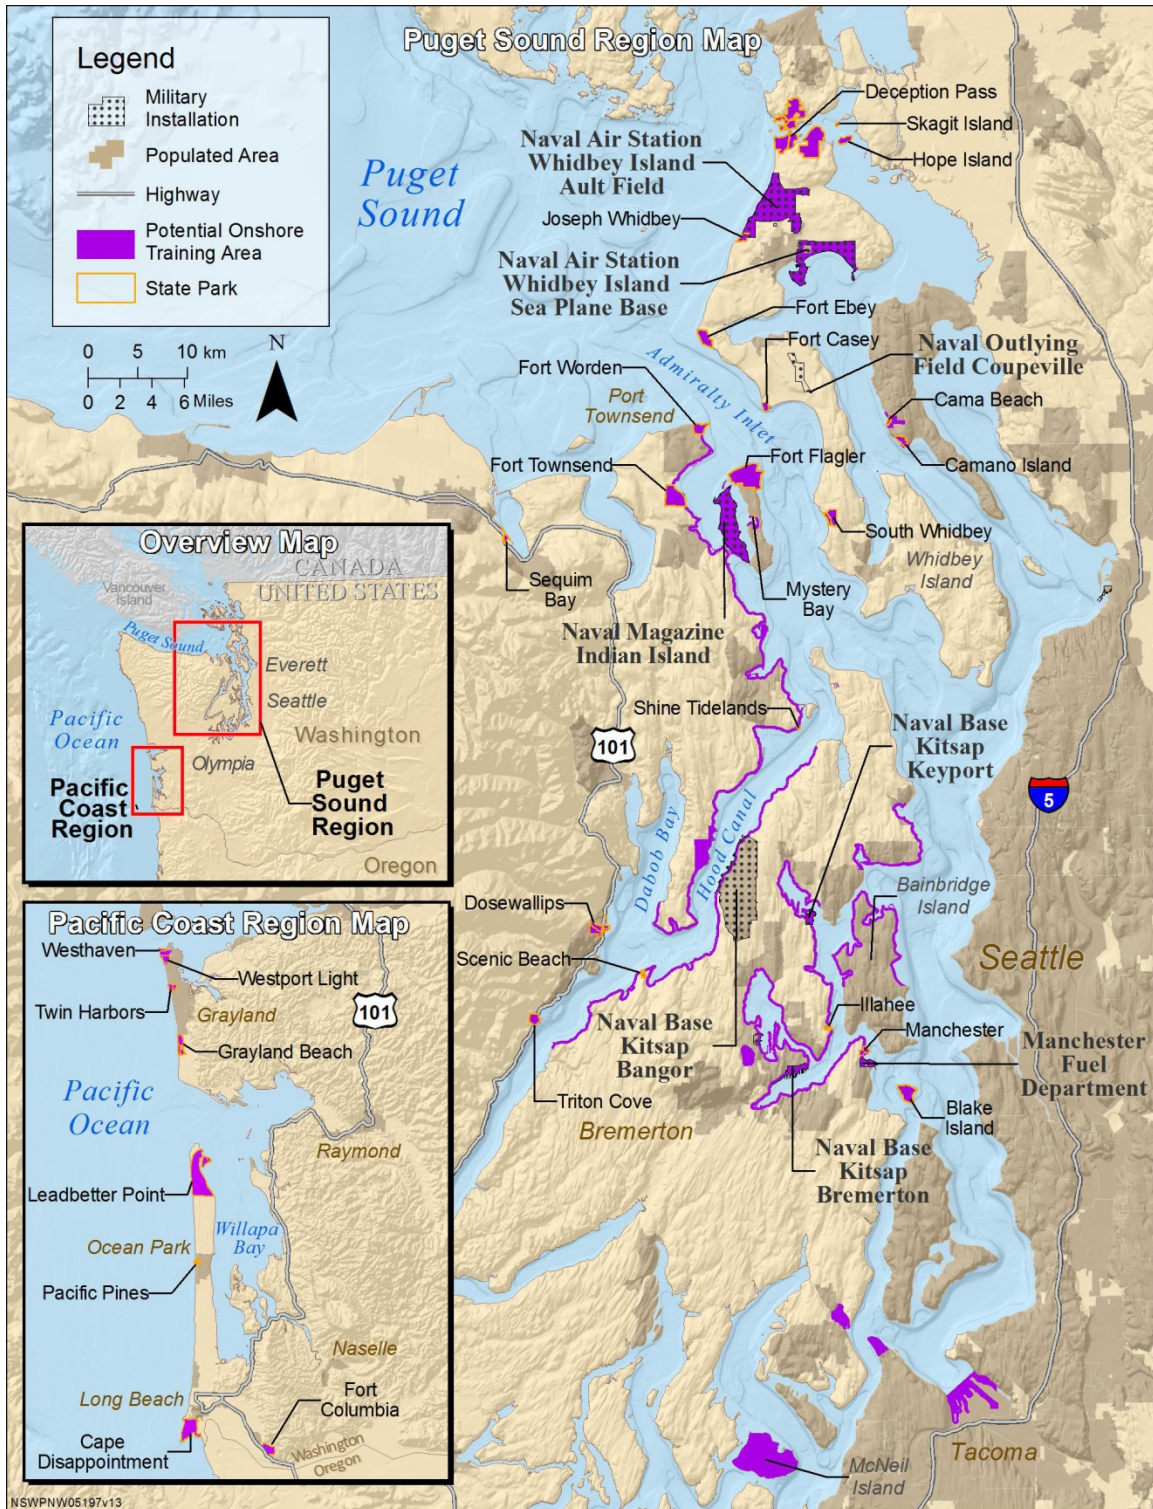 Puget Sound Region Map
Legend
Military
Installation
Populated Area
Highway
Potential Onshore
Training Area
State Park
0 5 10 km
0 2 4 6 Miles
N
Puget
Sound
Deception Pass
Skagit Island
Hope Island
Naval Air Station
Whidbey Island
Ault Field
Joseph Whidbey
Naval Air Station
Whidbey Island
Sea Plane Base
Fort Ebey
Fort Casey
Naval Outlying
Field Coupeville
Fort Worden
Admiralty Inlet
Port
Townsend
Cama Beach
Camano Island
Fort Townsend
Fort Flagler
South Whidbey
Whidbey
Island
Sequim
Bay
Mystery
Bay
Naval Magazine
Indian Island
Shine Tidelands
101
Naval Base
Kitsap
Keyport
5
Dabob Bay
Hood Canal
Bainbridge
Island
Dosewallips
Scenic Beach
Seattle
Illahee
Manchester
Naval Base
Kitsap
Bangor
Manchester
Fuel
Department
Triton Cove
Bremerton
Blake
Island
Naval Base
Kitsap
Bremerton
Tacoma
McNeil
Island
Overview Map
CANADA
UNITED STATES
Vancouver
Island
Puget Sound
Everett
Seattle
Pacific
Ocean
Washington
Olympia
Pacific
Coast
Region
Puget
Sound
Region
Oregon
Pacific Coast Region Map
Westhaven
Westport Light
Twin Harbors
Grayland
101
Grayland Beach
Pacific
Ocean
Raymond
Leadbetter Point
Willapa
Bay
Ocean Park
Pacific Pines
Naselle
Long Beach
Fort
Columbia
Cape
Disappointment
Washington
Oregon
NSWPNW05197v13